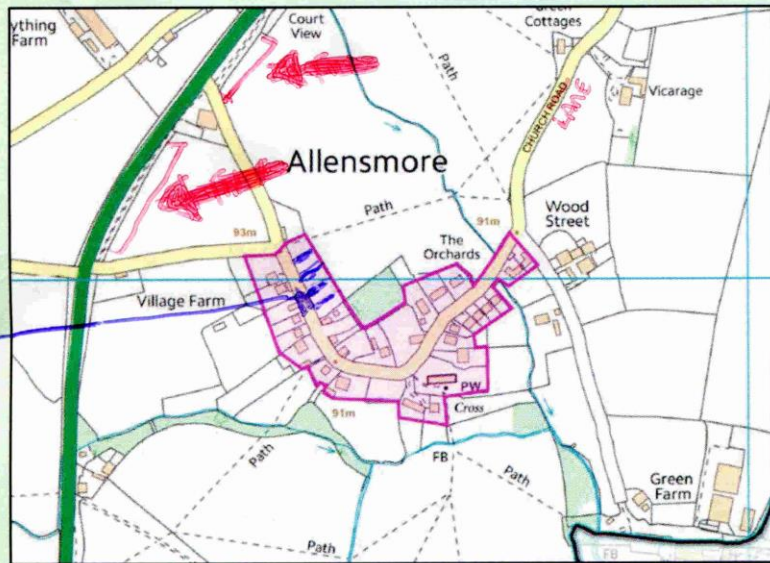 ything
Farm
Court
View
Green
Cottages
Path
Vicarage
CHURCH ROAD
LANE
Allensmore
Path
93m
91m
Wood
Street
The
Orchards
Village Farm
PW
Cross
91m
Path
FB
Path
Green
Farm
Path
Path
FB